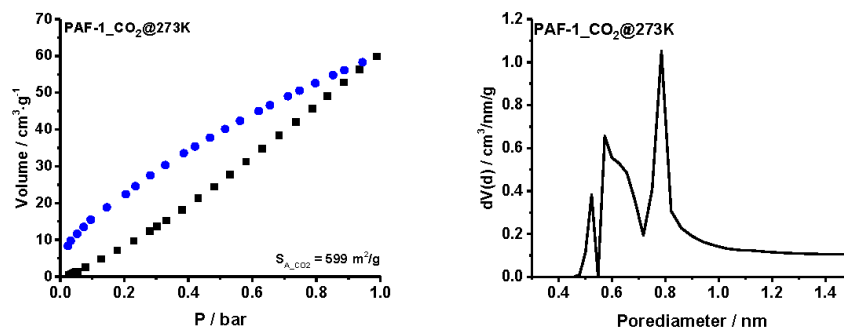 PAF-1_CO₂@273K
70
60
50
40
30
20
10
0
Volume / cm³·g⁻¹
S_A_CO2 = 599 m²/g
0.0 0.2 0.4 0.6 0.8 1.0
P / bar
PAF-1_CO₂@273K
1.2
1.0
0.8
0.6
0.4
0.2
0.0
dV(d) / cm³/nm/g
0.4 0.6 0.8 1.0 1.2 1.4
Porediameter / nm